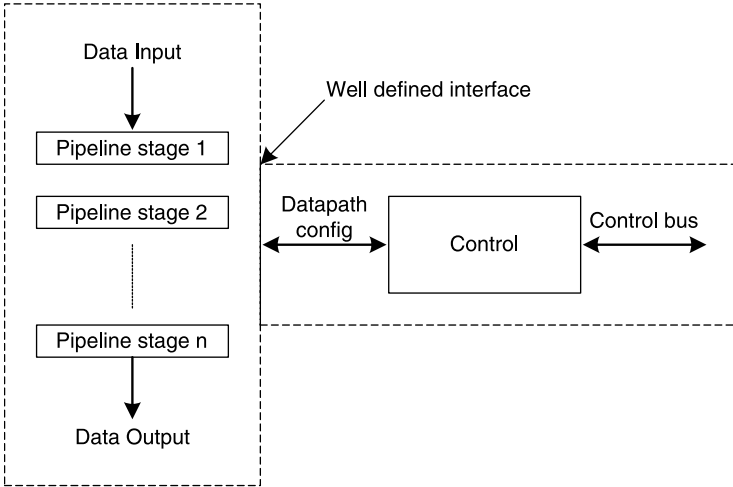 Data Input
Well defined interface
Pipeline stage 1
Pipeline stage 2
Datapath
config
Control
Control bus
Pipeline stage n
Data Output